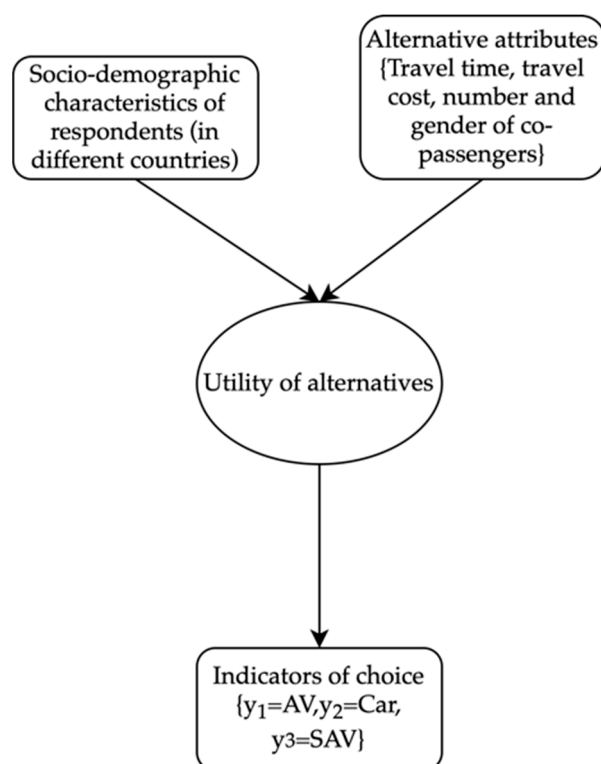 Socio-demographic
characteristics of
respondents (in
different countries)
Alternative attributes
{Travel time, travel
cost, number and
gender of co-
passengers}
Utility of alternatives
Indicators of choice
{y₁=AV,y₂=Car,
y₃=SAV}